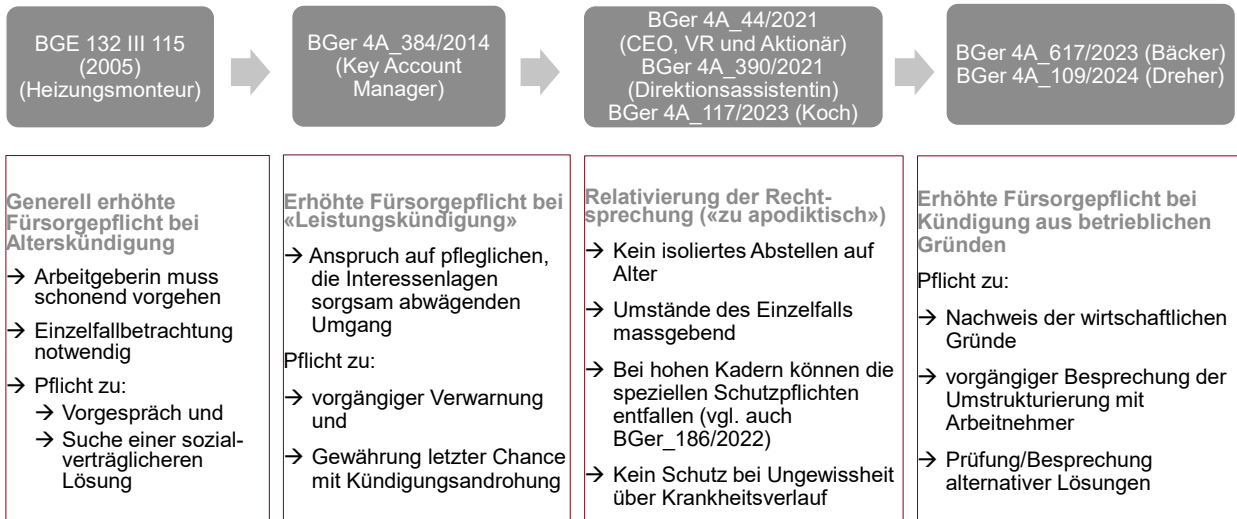 BGE 132 III 115
(2005)
(Heizungsmonteur)
BGer 4A_384/2014
(Key Account
Manager)
BGer 4A_44/2021
(CEO, VR und Aktionär)
BGer 4A_390/2021
(Direktionsassistentin)
BGer 4A_117/2023 (Koch)
BGer 4A_617/2023 (Bäcker)
BGer 4A_109/2024 (Dreher)
Generell erhöhte
Fürsorgepflicht bei
Alterskündigung
→ Arbeitgeberin muss
schonend vorgehen
→ Einzelfallbetrachtung
notwendig
→ Pflicht zu:
→ Vorgespräch und
→ Suche einer sozial-
verträglicheren
Lösung
Erhöhte Fürsorgepflicht bei
«Leistungskündigung»
→ Anspruch auf pfleglichen,
die Interessenlagen
sorgsam abwägenden
Umgang
Pflicht zu:
→ vorgängiger Verwarnung
und
→ Gewährung letzter Chance
mit Kündigungsandrohung
Relativierung der Recht-
sprechung («zu apodiktisch»)
→ Kein isoliertes Abstellen auf
Alter
→ Umstände des Einzelfalls
massgebend
→ Bei hohen Kadern können die
speziellen Schutzpflichten
entfallen (vgl. auch
BGer_186/2022)
→ Kein Schutz bei Ungewissheit
über Krankheitsverlauf
Erhöhte Fürsorgepflicht bei
Kündigung aus betrieblichen
Gründen
Pflicht zu:
→ Nachweis der wirtschaftlichen
Gründe
→ vorgängiger Besprechung der
Umstrukturierung mit
Arbeitnehmer
→ Prüfung/Besprechung
alternativer Lösungen